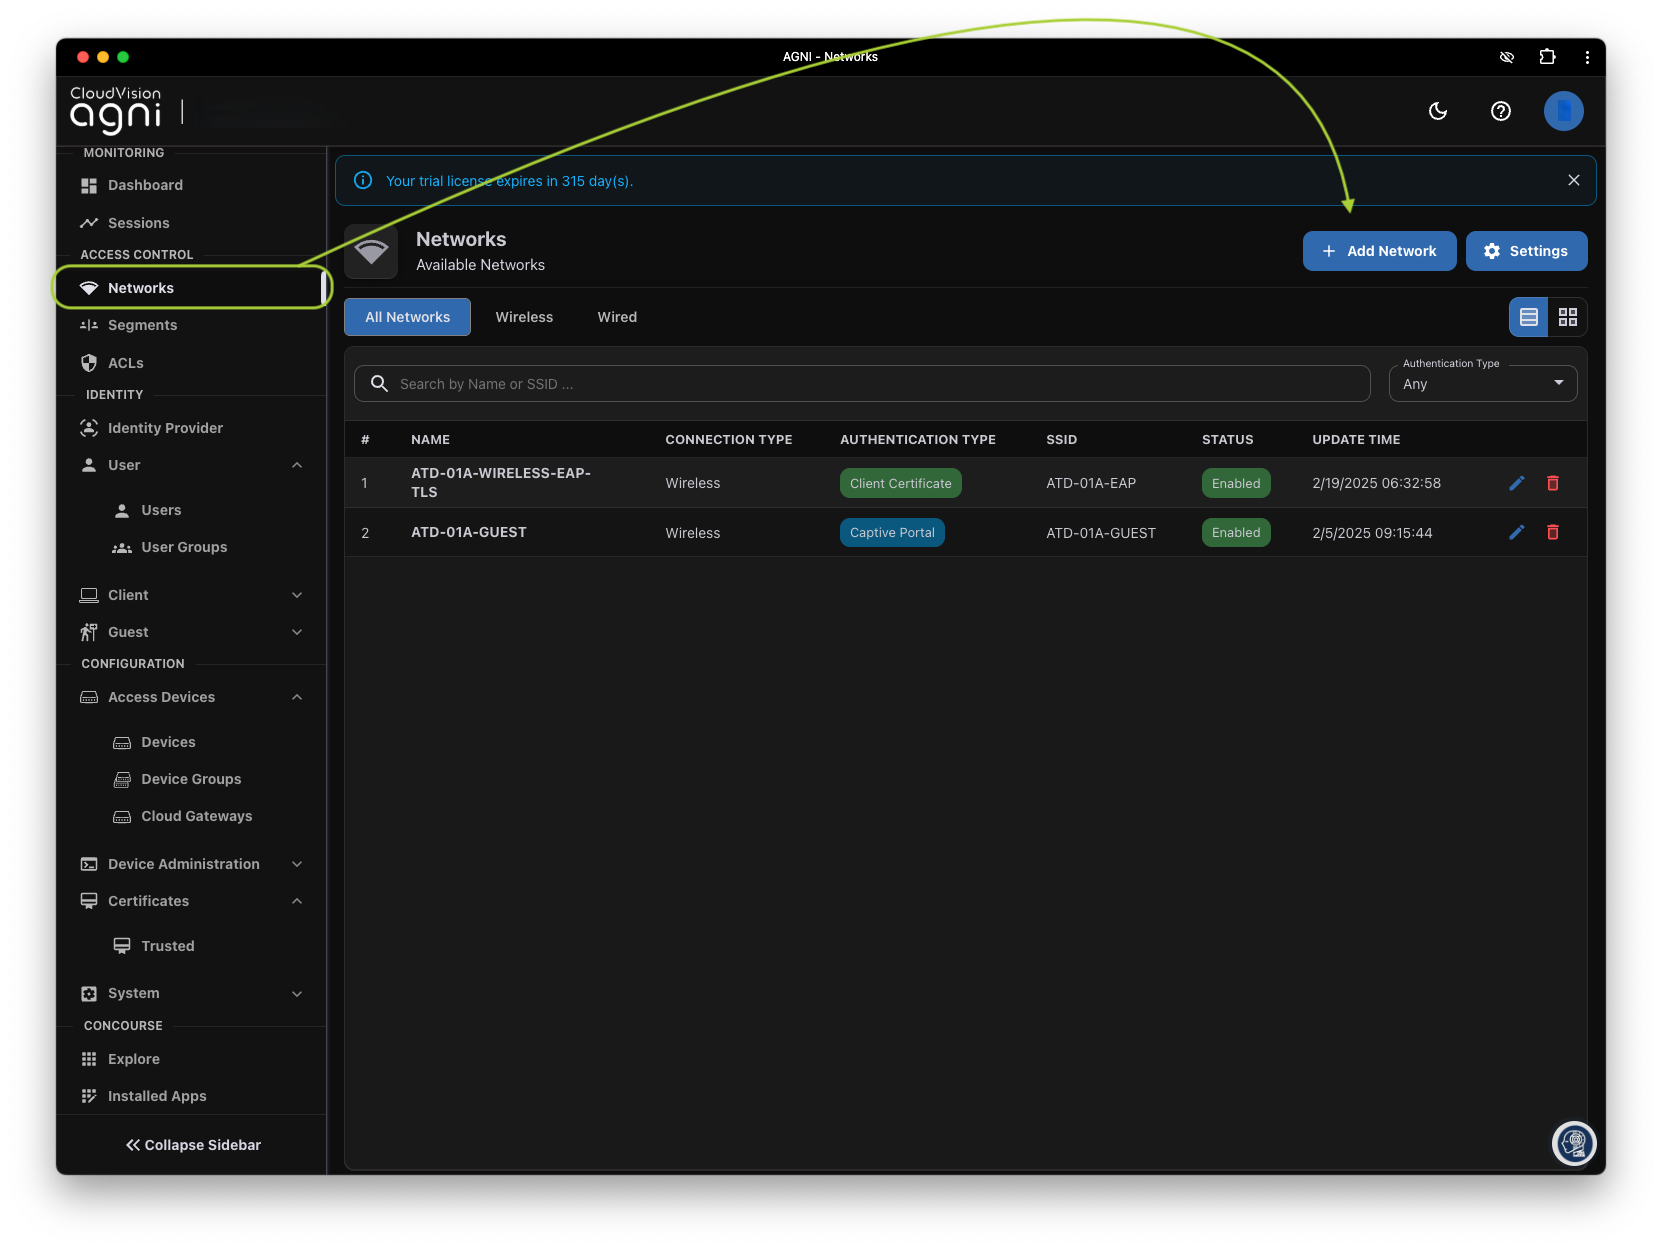 AGNI - Networks
CloudVision
agni
MONITORING
Dashboard
Sessions
ACCESS CONTROL
Networks
Segments
ACLs
IDENTITY
Identity Provider
User
Users
User Groups
Client
Guest
CONFIGURATION
Access Devices
Devices
Device Groups
Cloud Gateways
Device Administration
Certificates
Trusted
System
CONCOURSE
Explore
Installed Apps
Collapse Sidebar
Your trial license expires in 315 day(s).
Networks
Available Networks
Add Network
Settings
All Networks
Wireless
Wired
Search by Name or SSID ...
Authentication Type
Any
# NAME CONNECTION TYPE AUTHENTICATION TYPE SSID STATUS UPDATE TIME
1 ATD-01A-WIRELESS-EAP-
TLS Wireless Client Certificate ATD-01A-EAP Enabled 2/19/2025 06:32:58
2 ATD-01A-GUEST Wireless Captive Portal ATD-01A-GUEST Enabled 2/5/2025 09:15:44